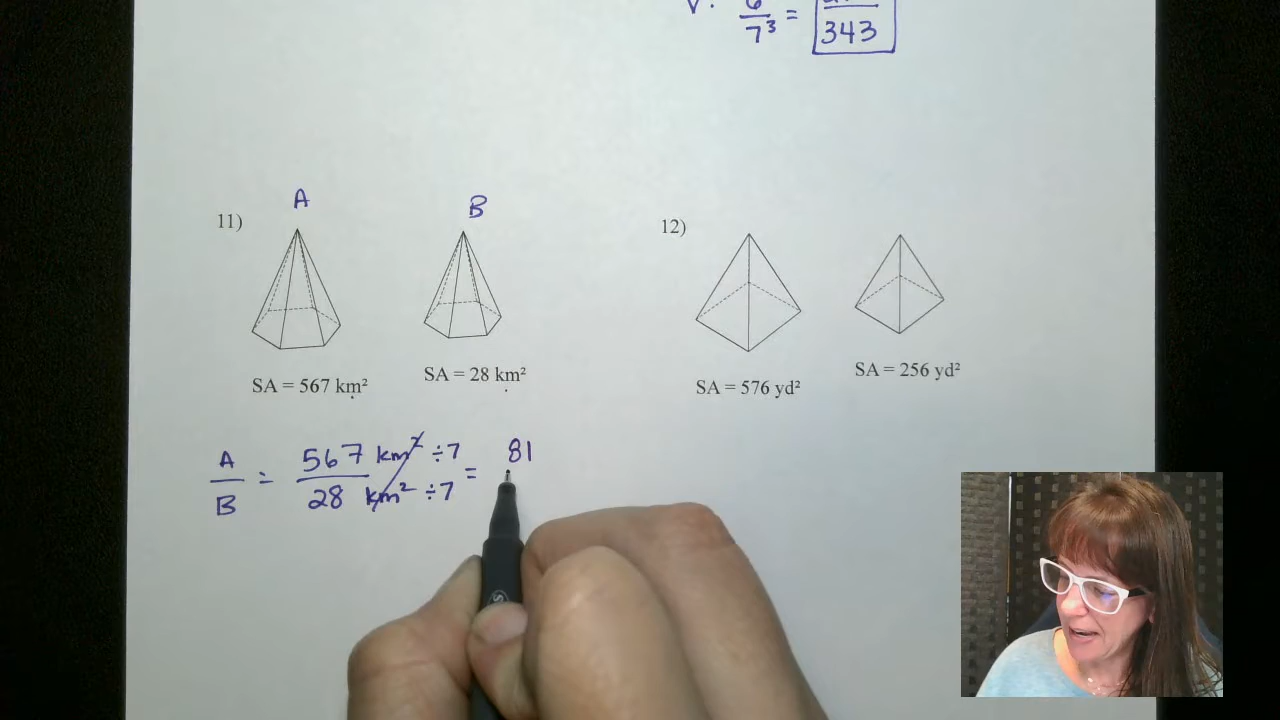 V: 6
7³ =
343
A B
11)
12)
SA = 567 km²
SA = 28 km²
SA = 576 yd²
SA = 256 yd²
A 567 km² ÷7 81
B = 28 km² ÷7 =